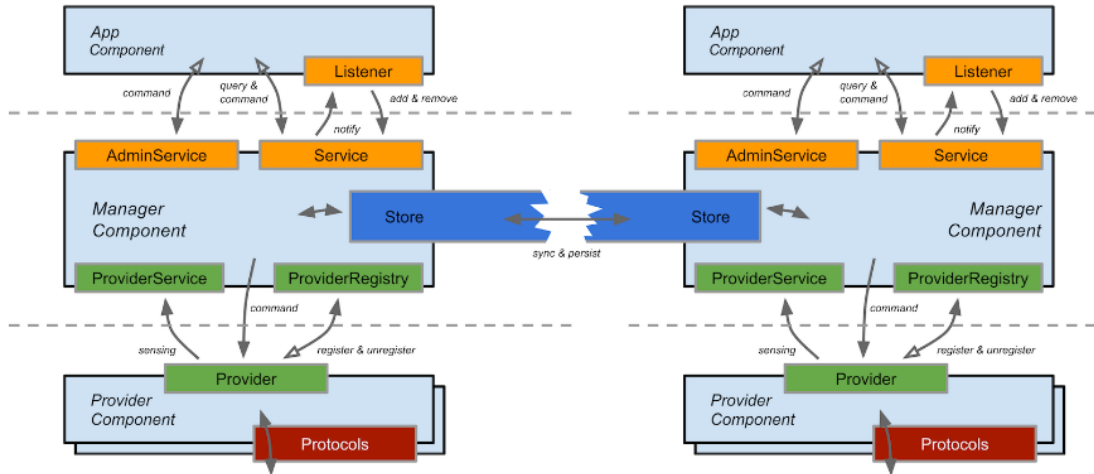 App
Component
Listener
command
query &
command
add & remove
notify
AdminService
Service
Manager
Component
Store
ProviderService
ProviderRegistry
command
sensing
register & unregister
Provider
Provider
Component
Protocols
sync & persist
App
Component
Listener
command
query &
command
add & remove
notify
AdminService
Service
Store
Manager
Component
ProviderService
ProviderRegistry
command
sensing
register & unregister
Provider
Provider
Component
Protocols